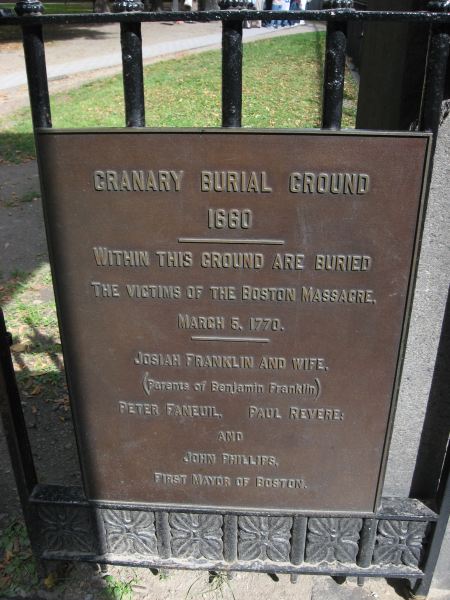 GRANARY BURIAL GROUND
1660
WITHIN THIS GROUND ARE BURIED
THE VICTIMS OF THE BOSTON MASSACRE,
MARCH 5, 1770.
JOSIAH FRANKLIN AND WIFE,
(Parents of Benjamin Franklin)
PETER FANEUIL, PAUL REVERE;
AND
JOHN PHILLIPS,
FIRST MAYOR OF BOSTON.